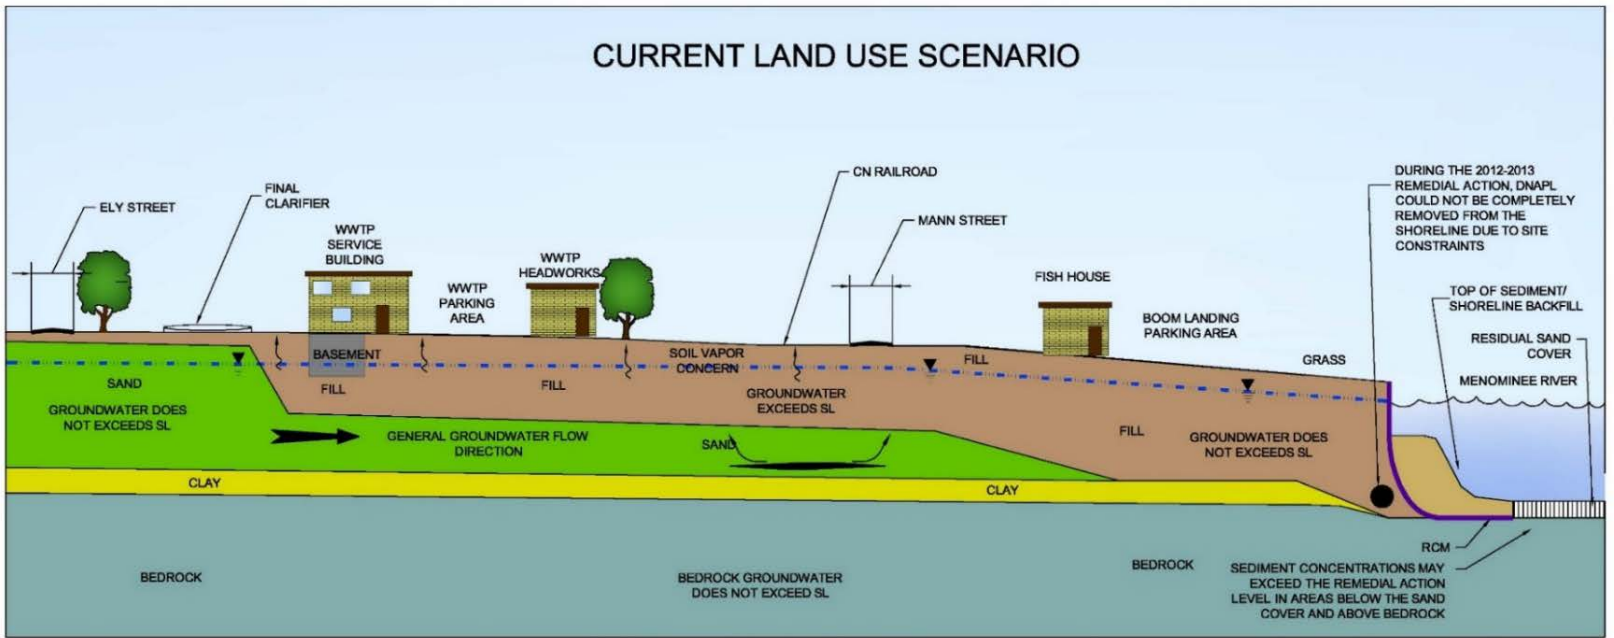 CURRENT LAND USE SCENARIO
ELY STREET
FINAL
CLARIFIER
WWTP
SERVICE
BUILDING
WWTP
PARKING
AREA
WWTP
HEADWORKS
CN RAILROAD
MANN STREET
FISH HOUSE
BOOM LANDING
PARKING AREA
DURING THE 2012-2013
REMEDIAL ACTION, DNAPL
COULD NOT BE COMPLETELY
REMOVED FROM THE
SHORELINE DUE TO SITE
CONSTRAINTS
TOP OF SEDIMENT/
SHORELINE BACKFILL
RESIDUAL SAND
COVER
GRASS
MENOMINEE RIVER
BASEMENT
FILL
FILL
SOIL VAPOR
CONCERN
GROUNDWATER
EXCEEDS SL
FILL
FILL
GROUNDWATER DOES
NOT EXCEEDS SL
SAND
GROUNDWATER DOES
NOT EXCEEDS SL
GENERAL GROUNDWATER FLOW
DIRECTION
SAND
CLAY
CLAY
BEDROCK
BEDROCK GROUNDWATER
DOES NOT EXCEED SL
BEDROCK
RCM
SEDIMENT CONCENTRATIONS MAY
EXCEED THE REMEDIAL ACTION
LEVEL IN AREAS BELOW THE SAND
COVER AND ABOVE BEDROCK